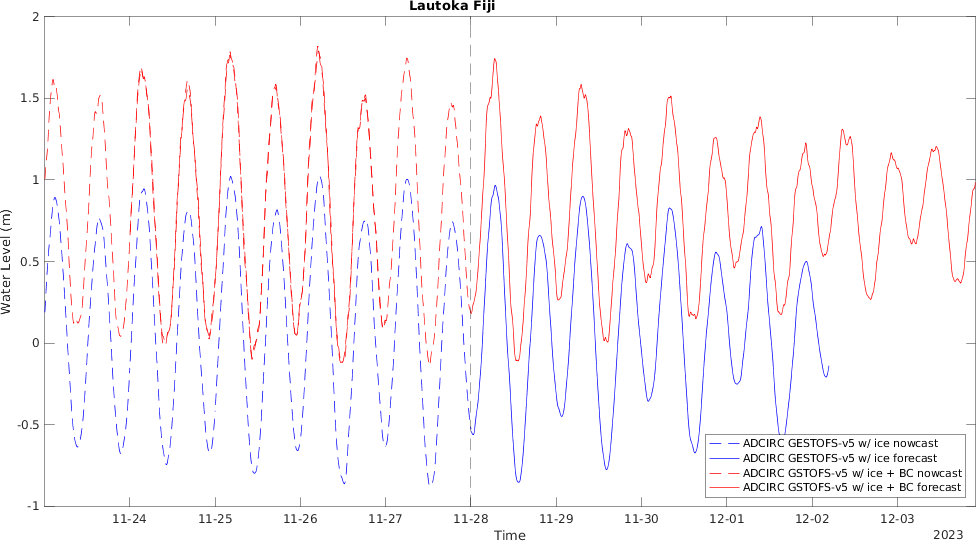 Lautoka Fiji
Water Level (m)
2
1.5
1
0.5
0
-0.5
-1
11-24
11-25
11-26
11-27
11-28
11-29
11-30
12-01
12-02
12-03
Time
2023
ADCIRC GESTOFS-v5 w/ ice nowcast
ADCIRC GESTOFS-v5 w/ ice forecast
ADCIRC GSTOFS-v5 w/ ice + BC nowcast
ADCIRC GSTOFS-v5 w/ ice + BC forecast